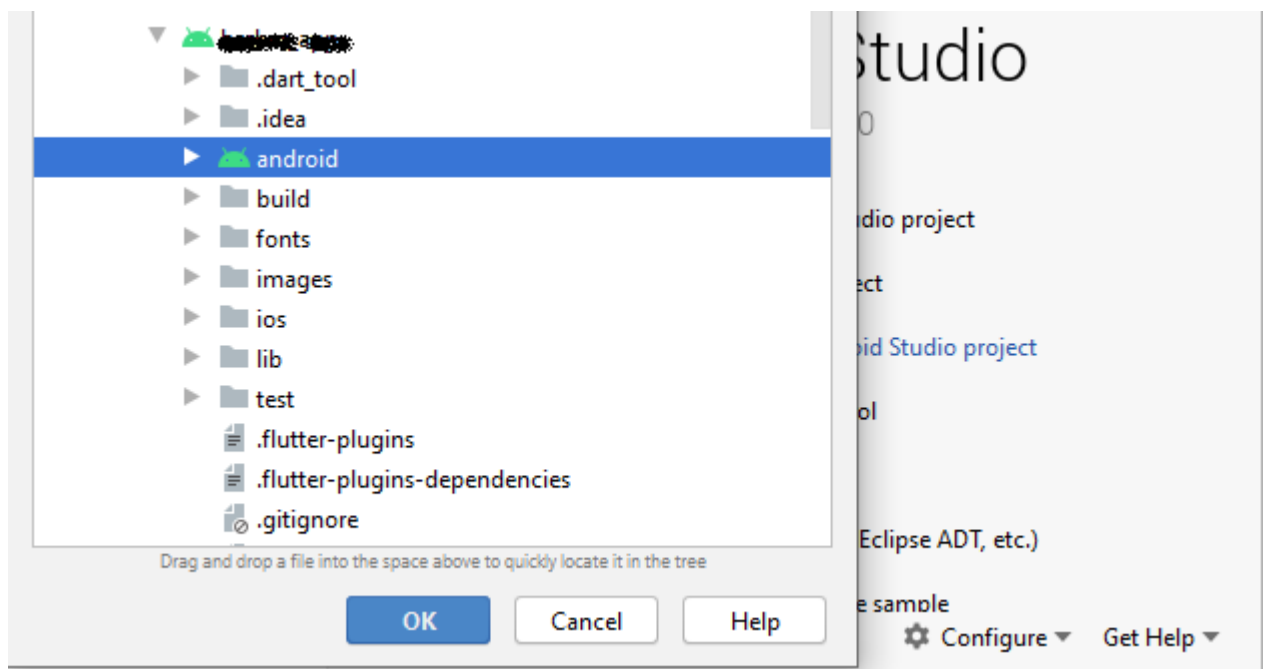 .dart_tool
.idea
android
build
fonts
images
ios
lib
test
.flutter-plugins
.flutter-plugins-dependencies
.gitignore
Drag and drop a file into the space above to quickly locate it in the tree
OK
Cancel
Help
Studio
0
dio project
ect
oid Studio project
ol
Eclipse ADT, etc.)
e sample
Configure
Get Help